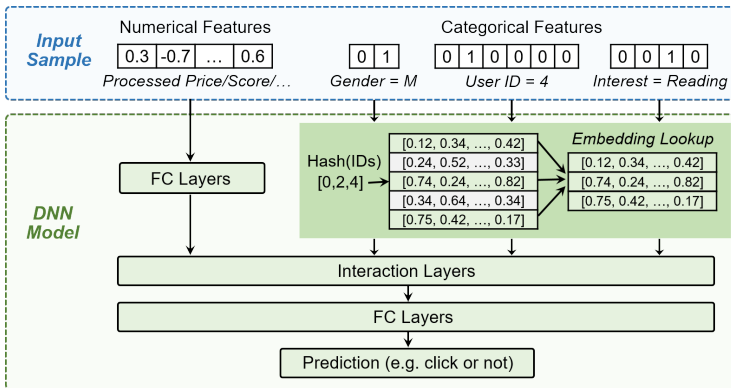 Input
Sample
Numerical Features
0.3 -0.7 … 0.6
Processed Price/Score/…
Categorical Features
0 1
Gender = M
0 1 0 0 0 0
User ID = 4
0 0 1 0
Interest = Reading
DNN
Model
FC Layers
Hash(IDs)
[0,2,4]
[0.12, 0.34, …, 0.42]
[0.24, 0.52, …, 0.33]
[0.74, 0.24, …, 0.82]
[0.34, 0.64, …, 0.34]
[0.75, 0.42, …, 0.17]
Embedding Lookup
[0.12, 0.34, …, 0.42]
[0.74, 0.24, …, 0.82]
[0.75, 0.42, …, 0.17]
Interaction Layers
FC Layers
Prediction (e.g. click or not)